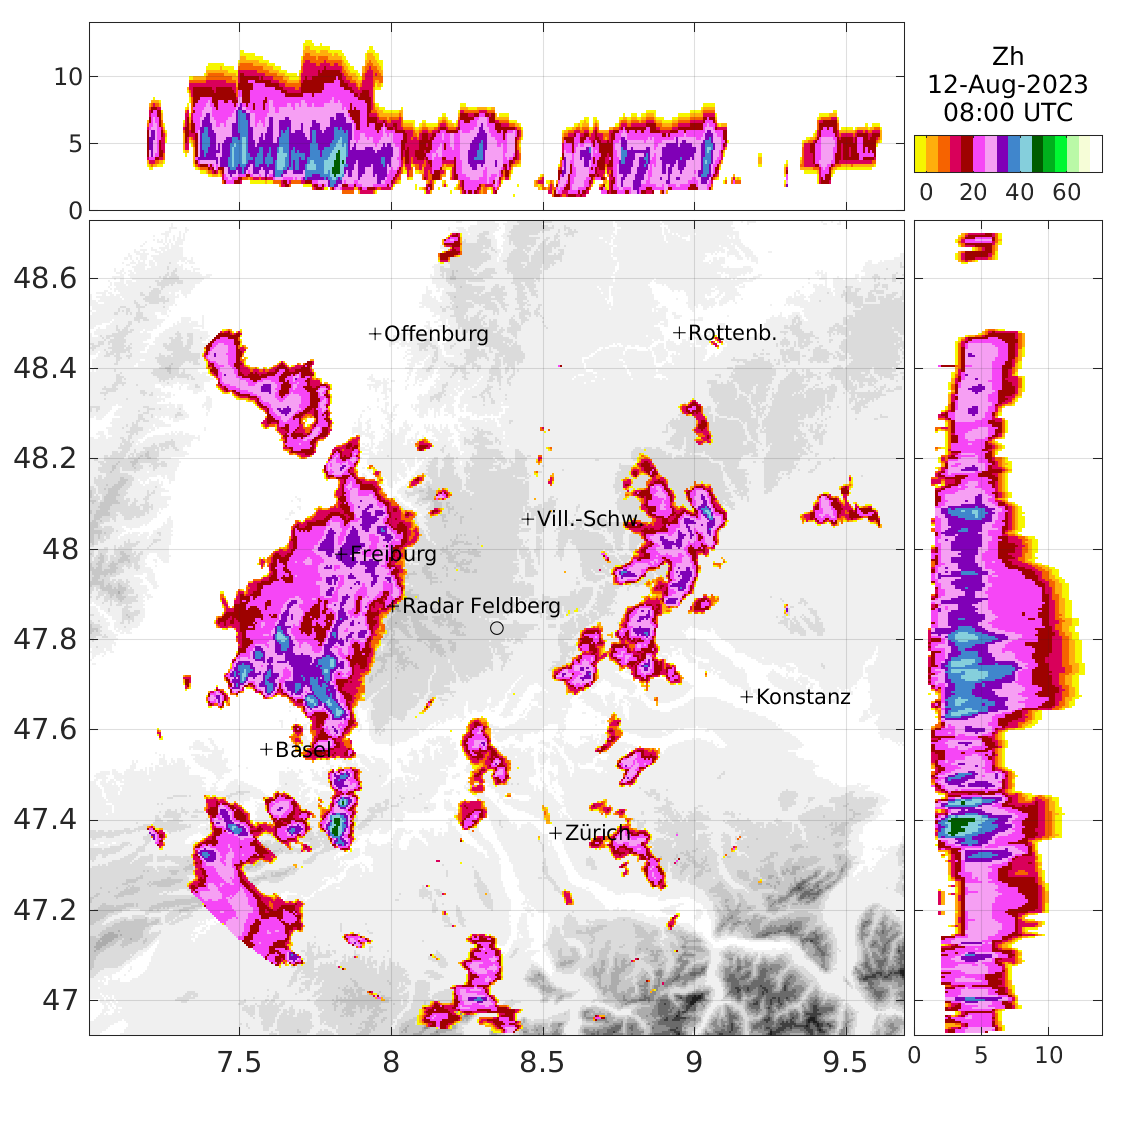 Zh
12-Aug-2023
08:00 UTC
0 20 40 60
10
5
0
48.6
48.4
48.2
48
47.8
47.6
47.4
47.2
47
+Offenburg
+Rottenb.
+Vill.-Schw.
+Freiburg
+Radar Feldberg
+Konstanz
+Basel
+Zürich
7.5 8 8.5 9 9.5
0 5 10